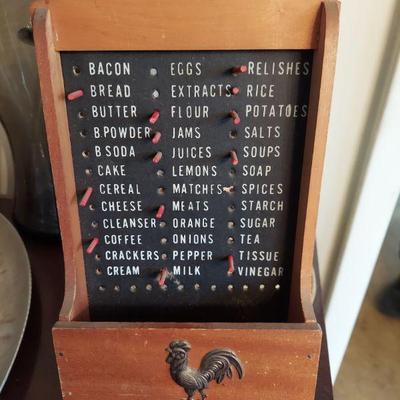 BACON EGGS RELISHES
BREAD EXTRACTS RICE
BUTTER FLOUR POTATOES
B.POWDER JAMS SALTS
B.SODA JUICES SOUPS
CAKE LEMONS SOAP
CEREAL MATCHES SPICES
CHEESE MEATS STARCH
CLEANSER ORANGE SUGAR
COFFEE ONIONS TEA
CRACKERS PEPPER TISSUE
CREAM MILK VINEGAR